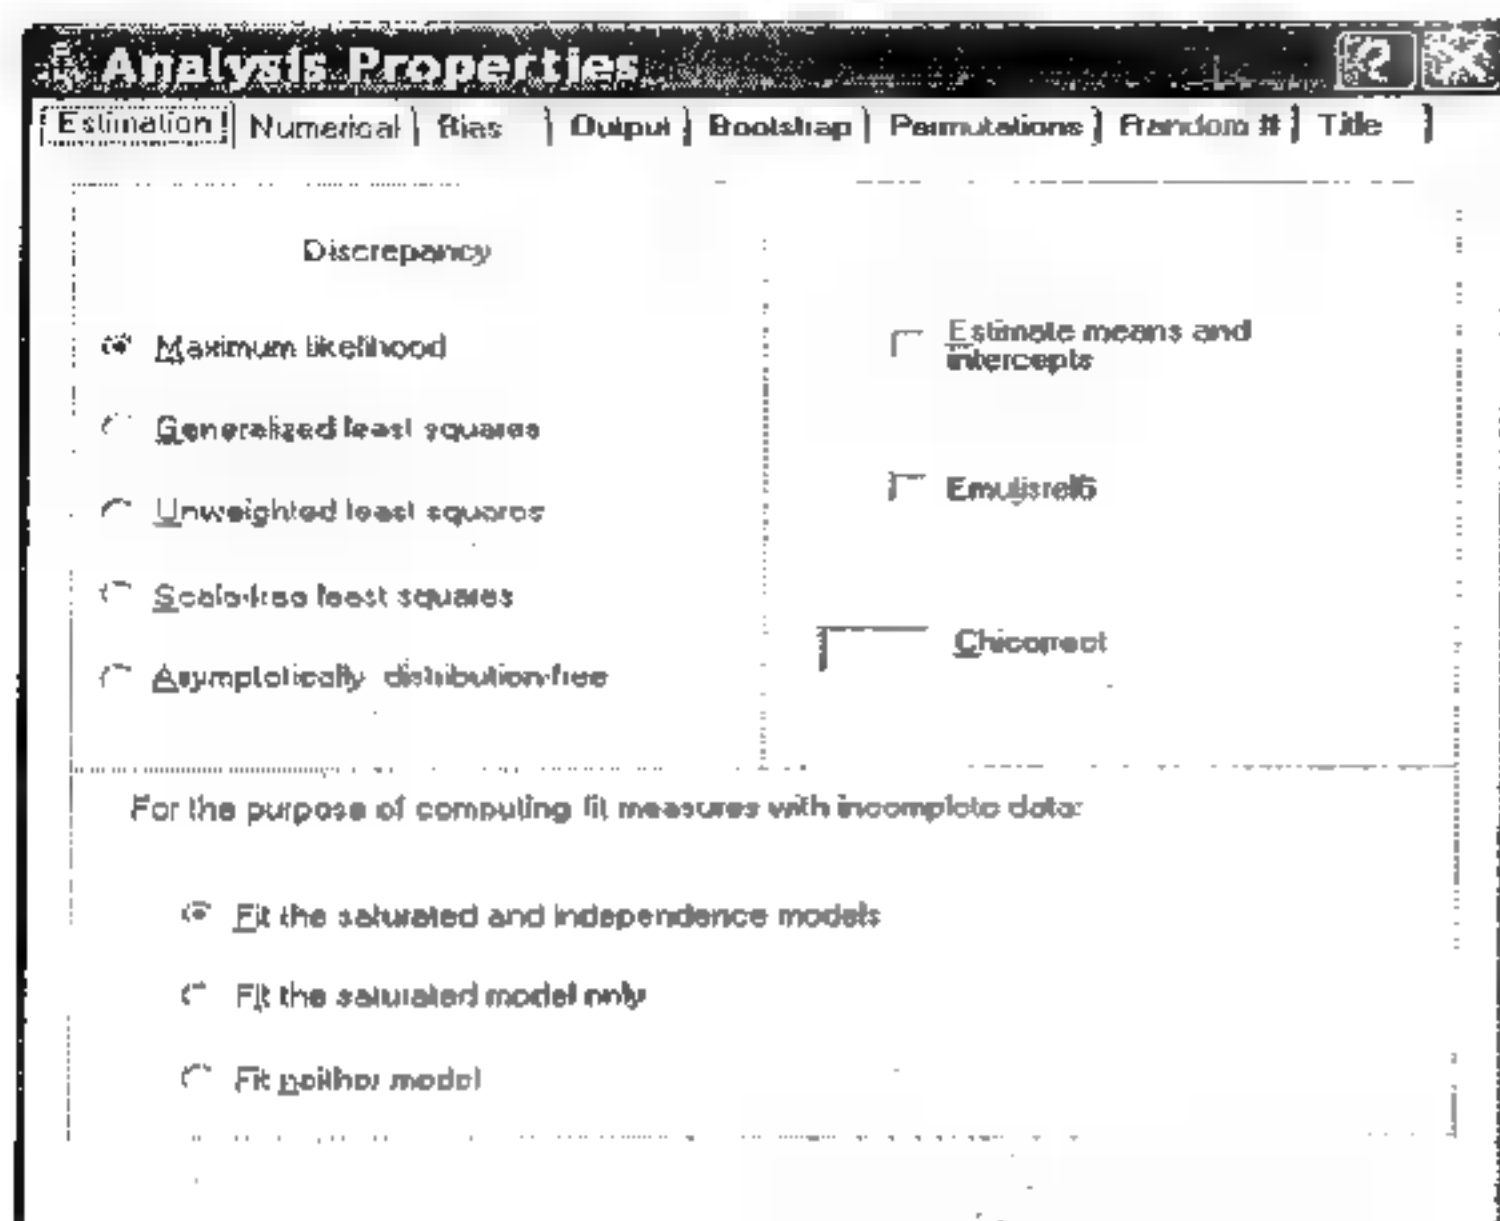 Analysis Properties
Estimation Numerical Bias Output Bootstrap Permutations Random # Title
Discrepancy
Maximum likelihood
Generalized least squares
Unweighted least squares
Scale-free least squares
Asymptotically distribution-free
Estimate means and
intercepts
Emulisrel6
Chicorrect
For the purpose of computing fit measures with incomplete data:
Fit the saturated and independence models
Fit the saturated model only
Fit neither model